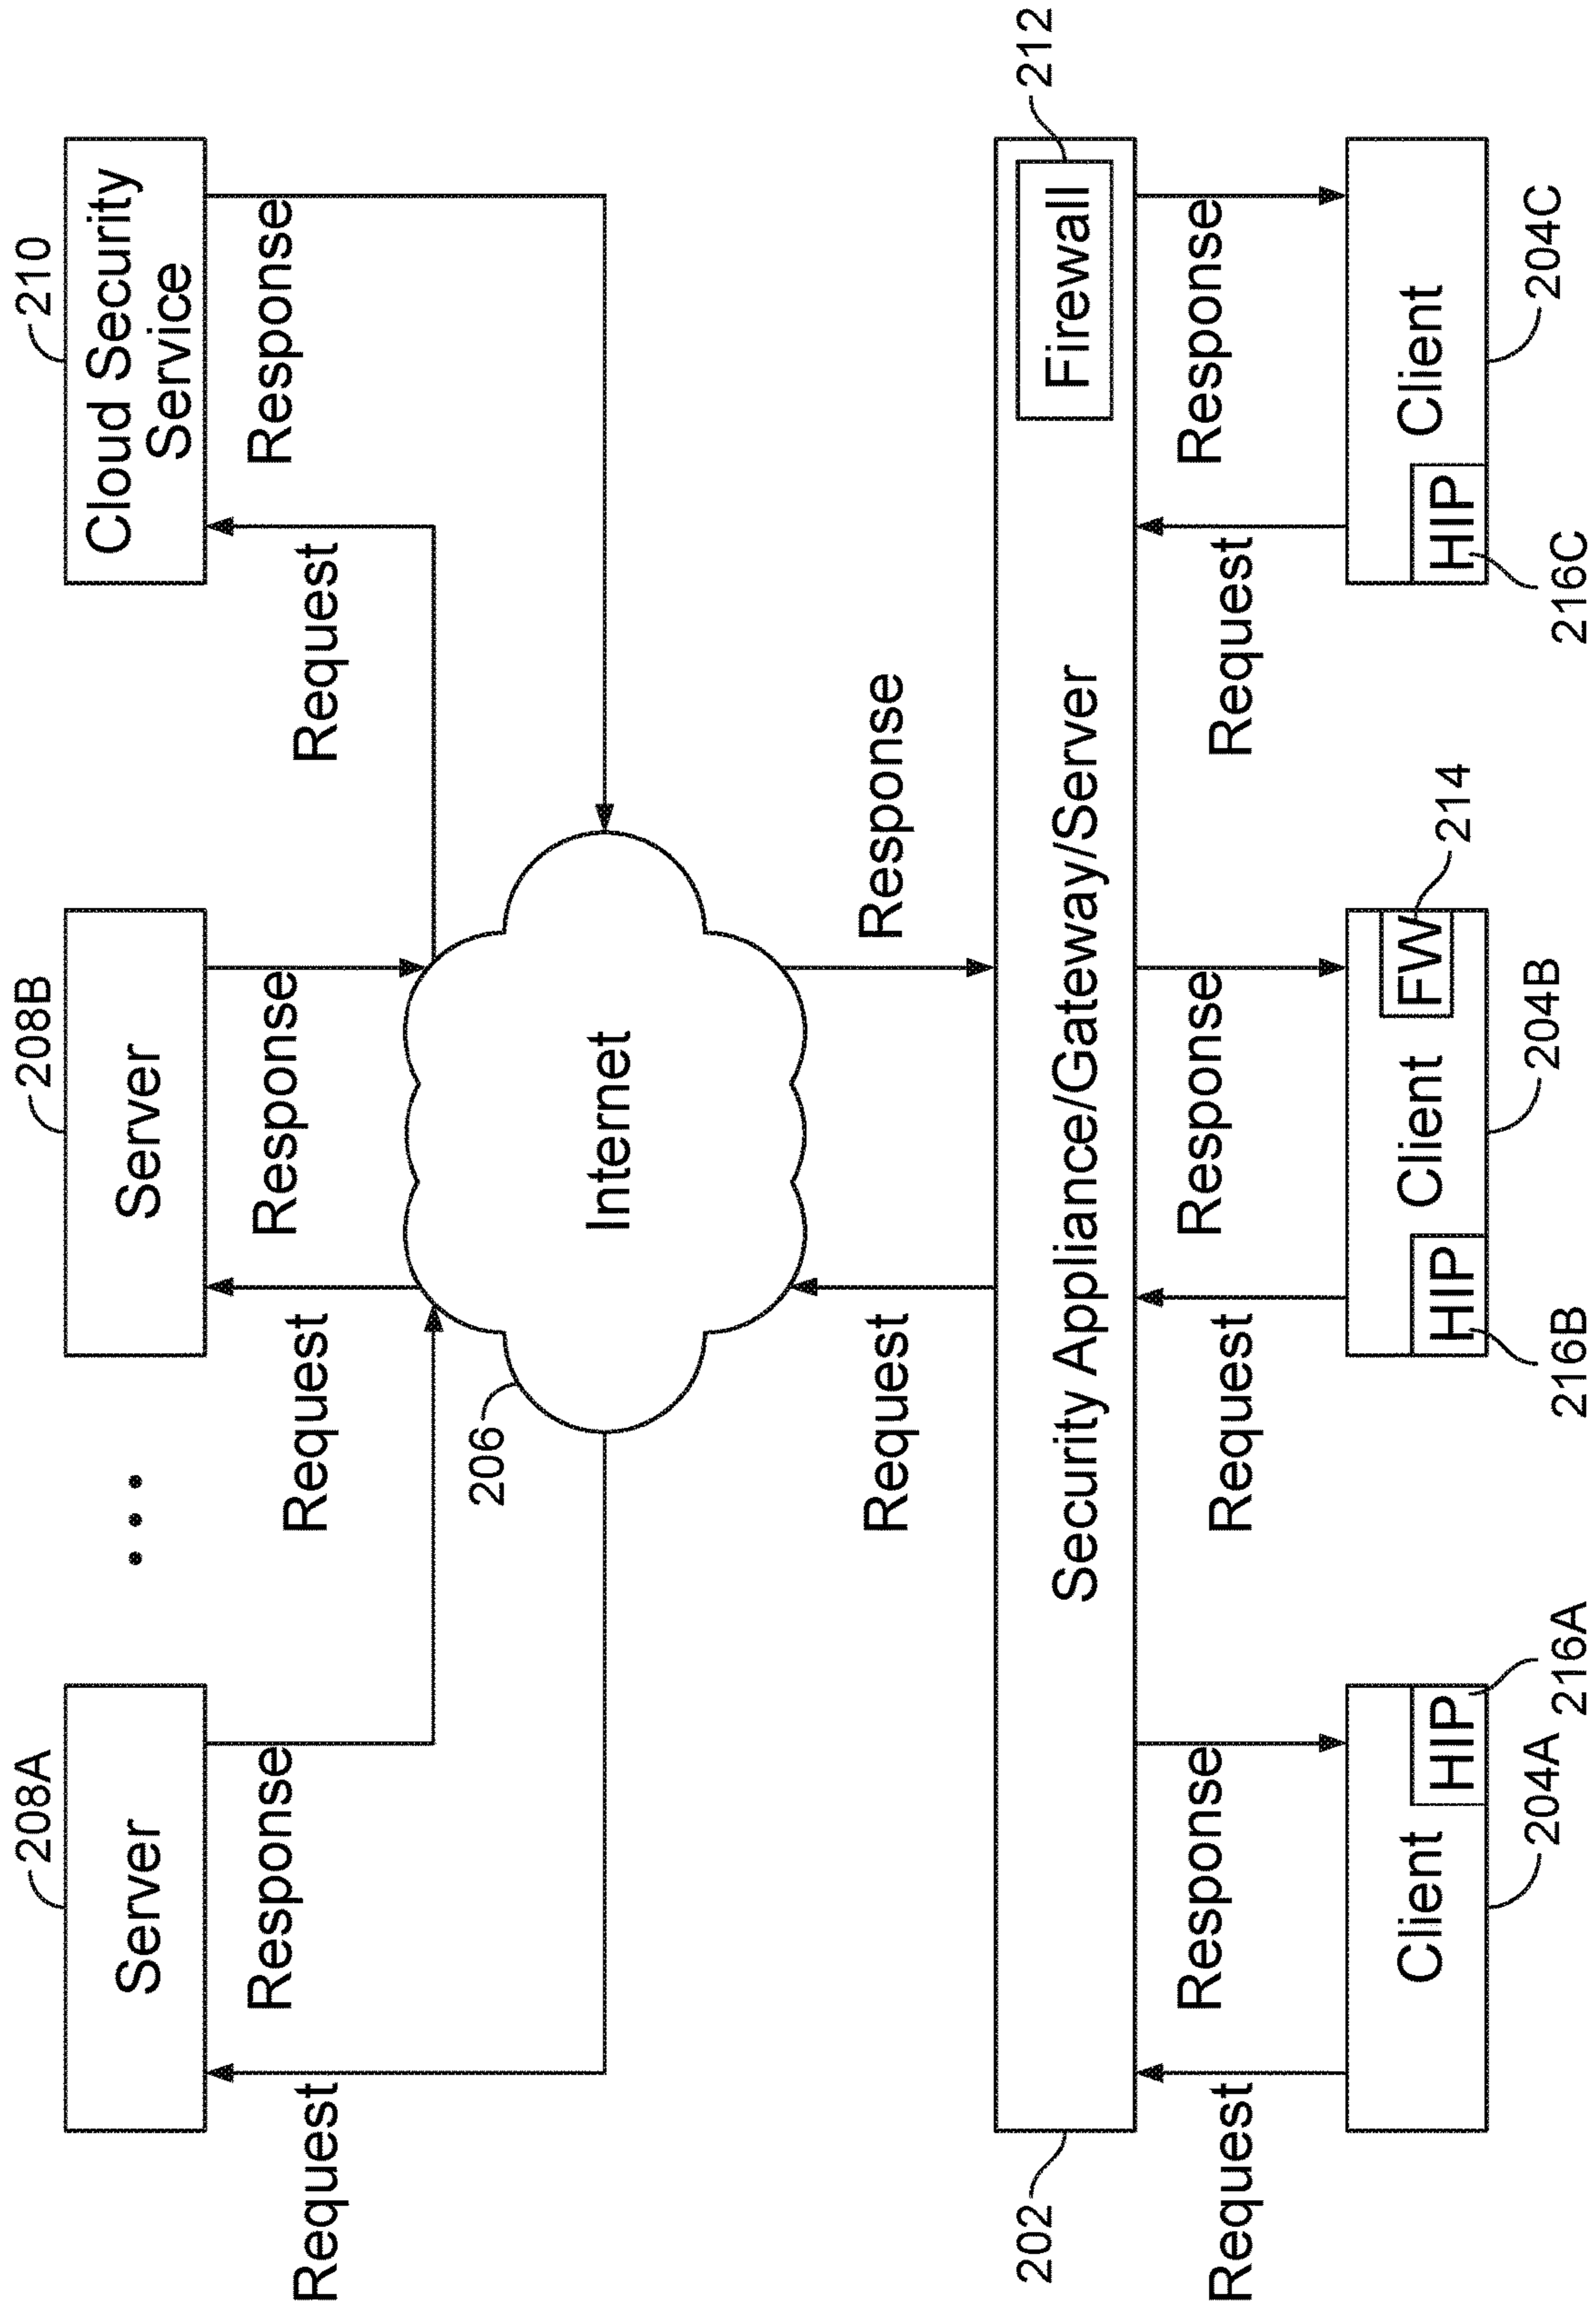 208A
208B
210
Server
• • •
Server
Cloud Security
Service
Request
Response
Request
Response
Request
Response
206
Internet
Request
Response
202
Security Appliance/Gateway/Server
Firewall
212
Request
Response
Request
Response
Request
Response
Client
HIP
216A
204A
HIP
216B
Client
FW
214
204B
HIP
216C
Client
204C